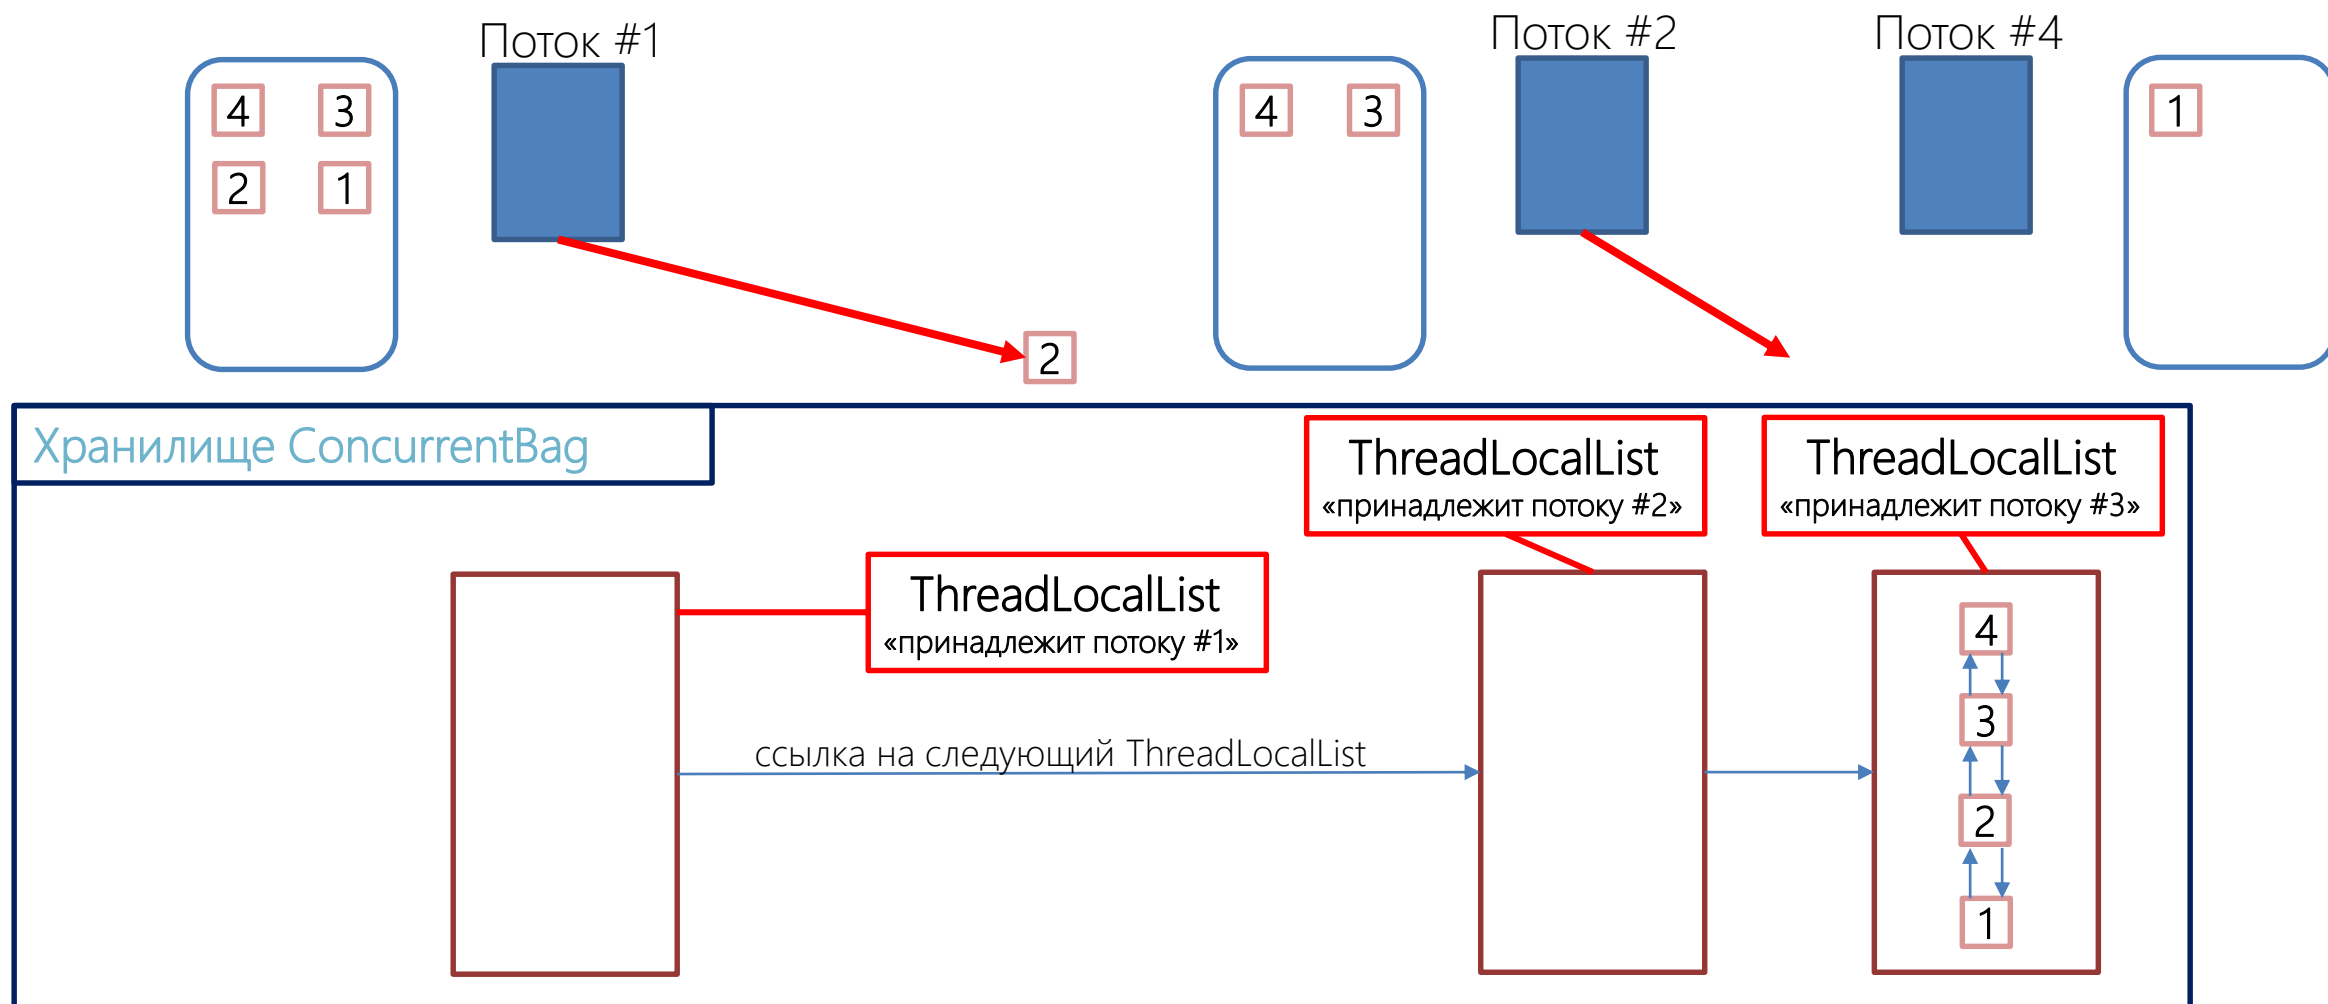 Поток #1
Поток #2
Поток #4
4 3
2 1
4 3
1
2
Хранилище ConcurrentBag
ThreadLocalList
«принадлежит потоку #2»
ThreadLocalList
«принадлежит потоку #3»
ThreadLocalList
«принадлежит потоку #1»
ссылка на следующий ThreadLocalList
4
3
2
1